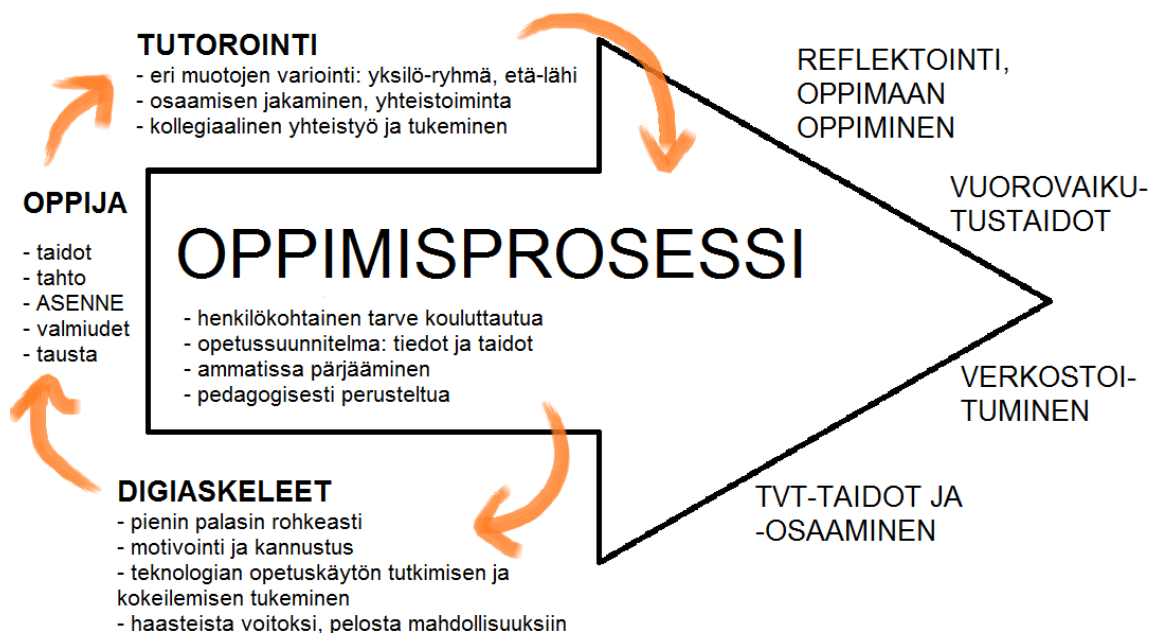 TUTOROINTI
- eri muotojen variointi: yksilö-ryhmä, etä-lähi
- osaamisen jakaminen, yhteistoiminta
- kollegiaalinen yhteistyö ja tukeminen
REFLEKTOINTI,
OPPIMAAN
OPPIMINEN
VUOROVAIKU-
TUSTAIDOT
OPPIJA
- taidot
- tahto
- ASENNE
- valmiudet
- tausta
OPPIMISPROSESSI
- henkilökohtainen tarve kouluttautua
- opetussuunnitelma: tiedot ja taidot
- ammatissa pärjääminen
- pedagogisesti perusteltua
VERKOSTOI-
TUMINEN
TVT-TAIDOT JA
-OSAAMINEN
DIGIASKELEET
- pienin palasin rohkeasti
- motivointi ja kannustus
- teknologian opetuskäytön tutkimisen ja
kokeilemisen tukeminen
- haasteista voitoksi, pelosta mahdollisuuksiin